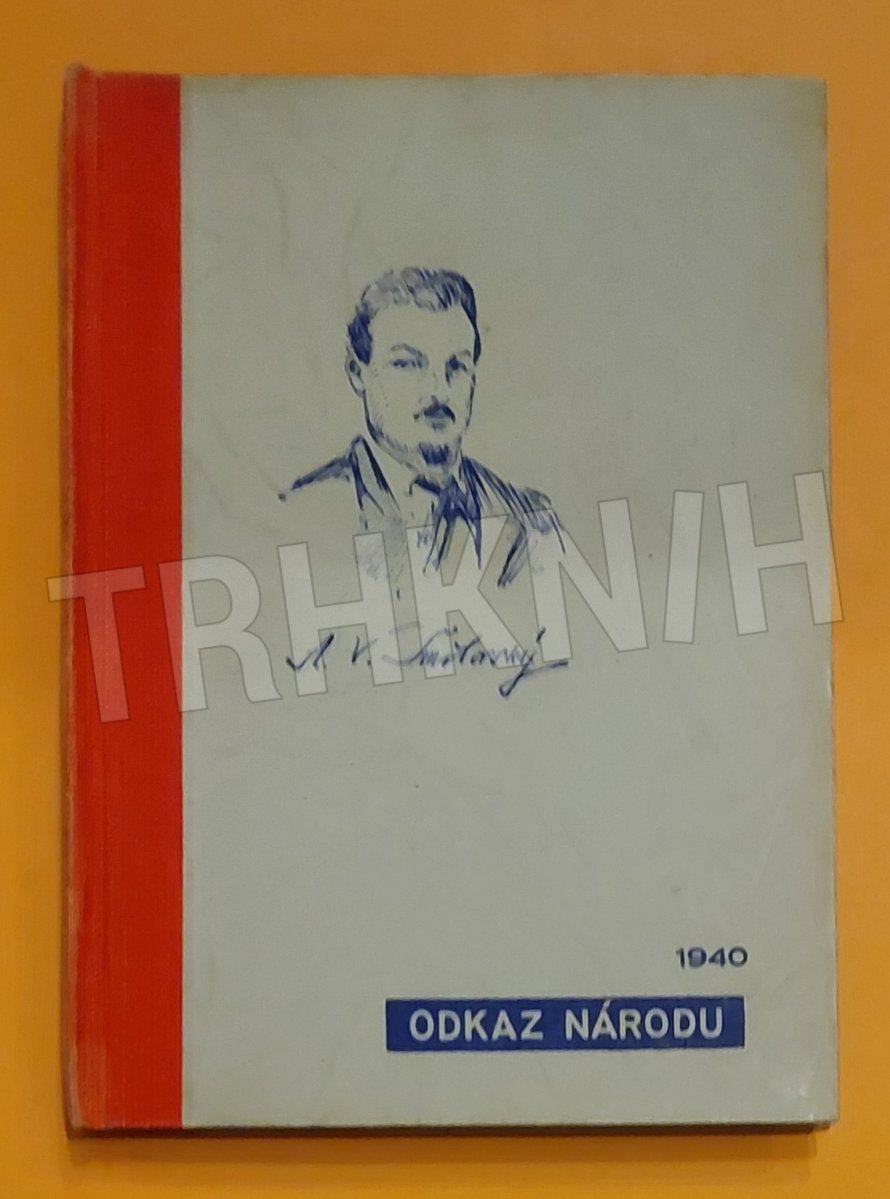 TRHKNIH
A. V. Šmilovský
1940
ODKAZ NÁRODU